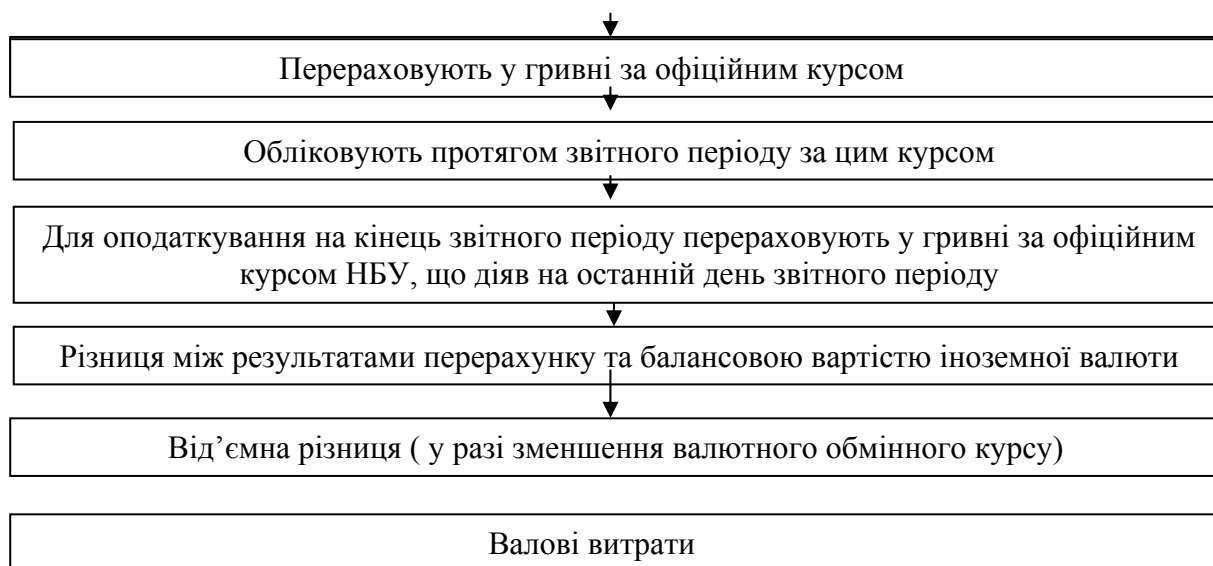 Перераховують у гривні за офіційним курсом
Обліковують протягом звітного періоду за цим курсом
Для оподаткування на кінець звітного періоду перераховують у гривні за офіційним
курсом НБУ, що діяв на останній день звітного періоду
Різниця між результатами перерахунку та балансовою вартістю іноземної валюти
Від’ємна різниця ( у разі зменшення валютного обмінного курсу)
Валові витрати